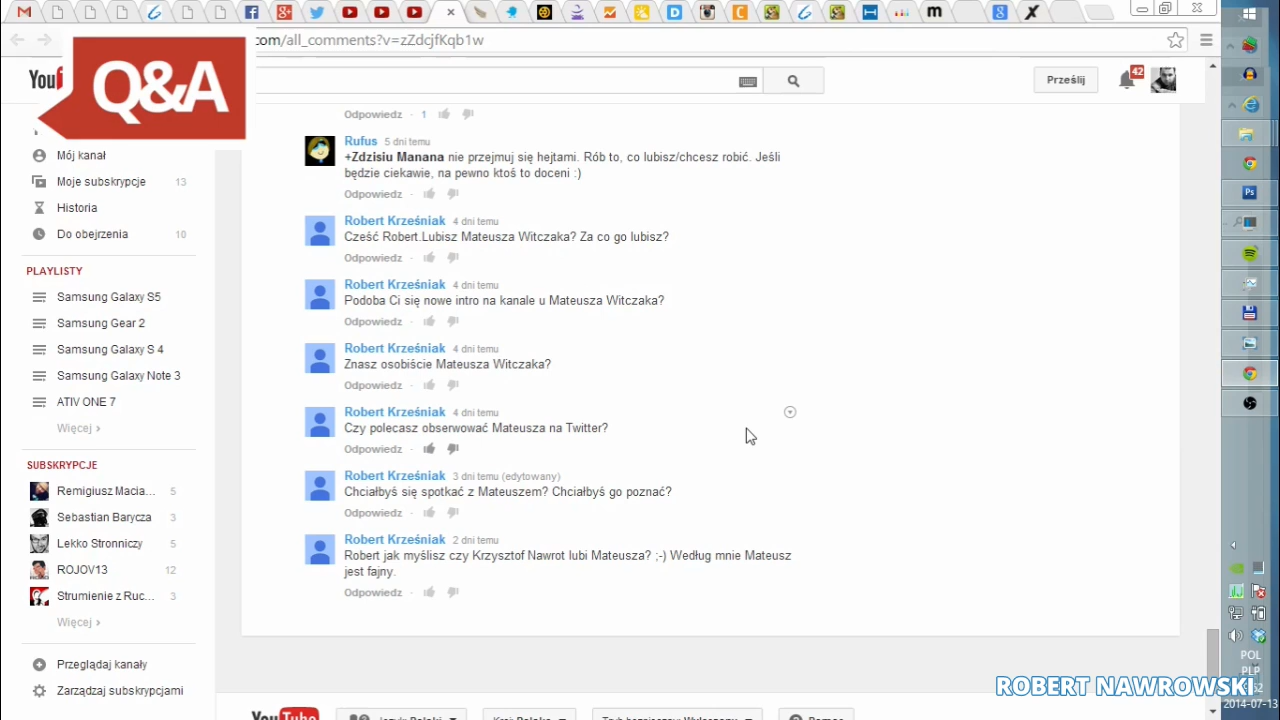 com/all_comments?v=zZdcjfKqb1w
You
Q&A
Prześlij
42
Odpowiedz · 1
Mój kanał
Moje subskrypcje 13
Historia
Do obejrzenia 10
PLAYLISTY
Samsung Galaxy S5
Samsung Gear 2
Samsung Galaxy S 4
Samsung Galaxy Note 3
ATIV ONE 7
Więcej ›
SUBSKRYPCJE
Remigiusz Macia... 5
Sebastian Barycza 3
Lekko Stronniczy 5
ROJOV13 12
Strumienie z Ruc... 3
Więcej ›
Przeglądaj kanały
Zarządzaj subskrypcjami
Rufus 5 dni temu
+Zdzisiu Manana nie przejmuj się hejtami. Rób to, co lubisz/chcesz robić. Jeśli
będzie ciekawie, na pewno ktoś to doceni :)
Odpowiedz ·
Robert Krześniak 4 dni temu
Cześć Robert.Lubisz Mateusza Witczaka? Za co go lubisz?
Odpowiedz ·
Robert Krześniak 4 dni temu
Podoba Ci się nowe intro na kanale u Mateusza Witczaka?
Odpowiedz ·
Robert Krześniak 4 dni temu
Znasz osobiście Mateusza Witczaka?
Odpowiedz ·
Robert Krześniak 4 dni temu
Czy polecasz obserwować Mateusza na Twitter?
Odpowiedz ·
Robert Krześniak 3 dni temu (edytowany)
Chciałbyś się spotkać z Mateuszem? Chciałbyś go poznać?
Odpowiedz ·
Robert Krześniak 2 dni temu
Robert jak myślisz czy Krzysztof Nawrot lubi Mateusza? ;-) Według mnie Mateusz
jest fajny.
Odpowiedz ·
POL
PLP
ROBERT NAWROWSKI
2014-07-13
YouTube